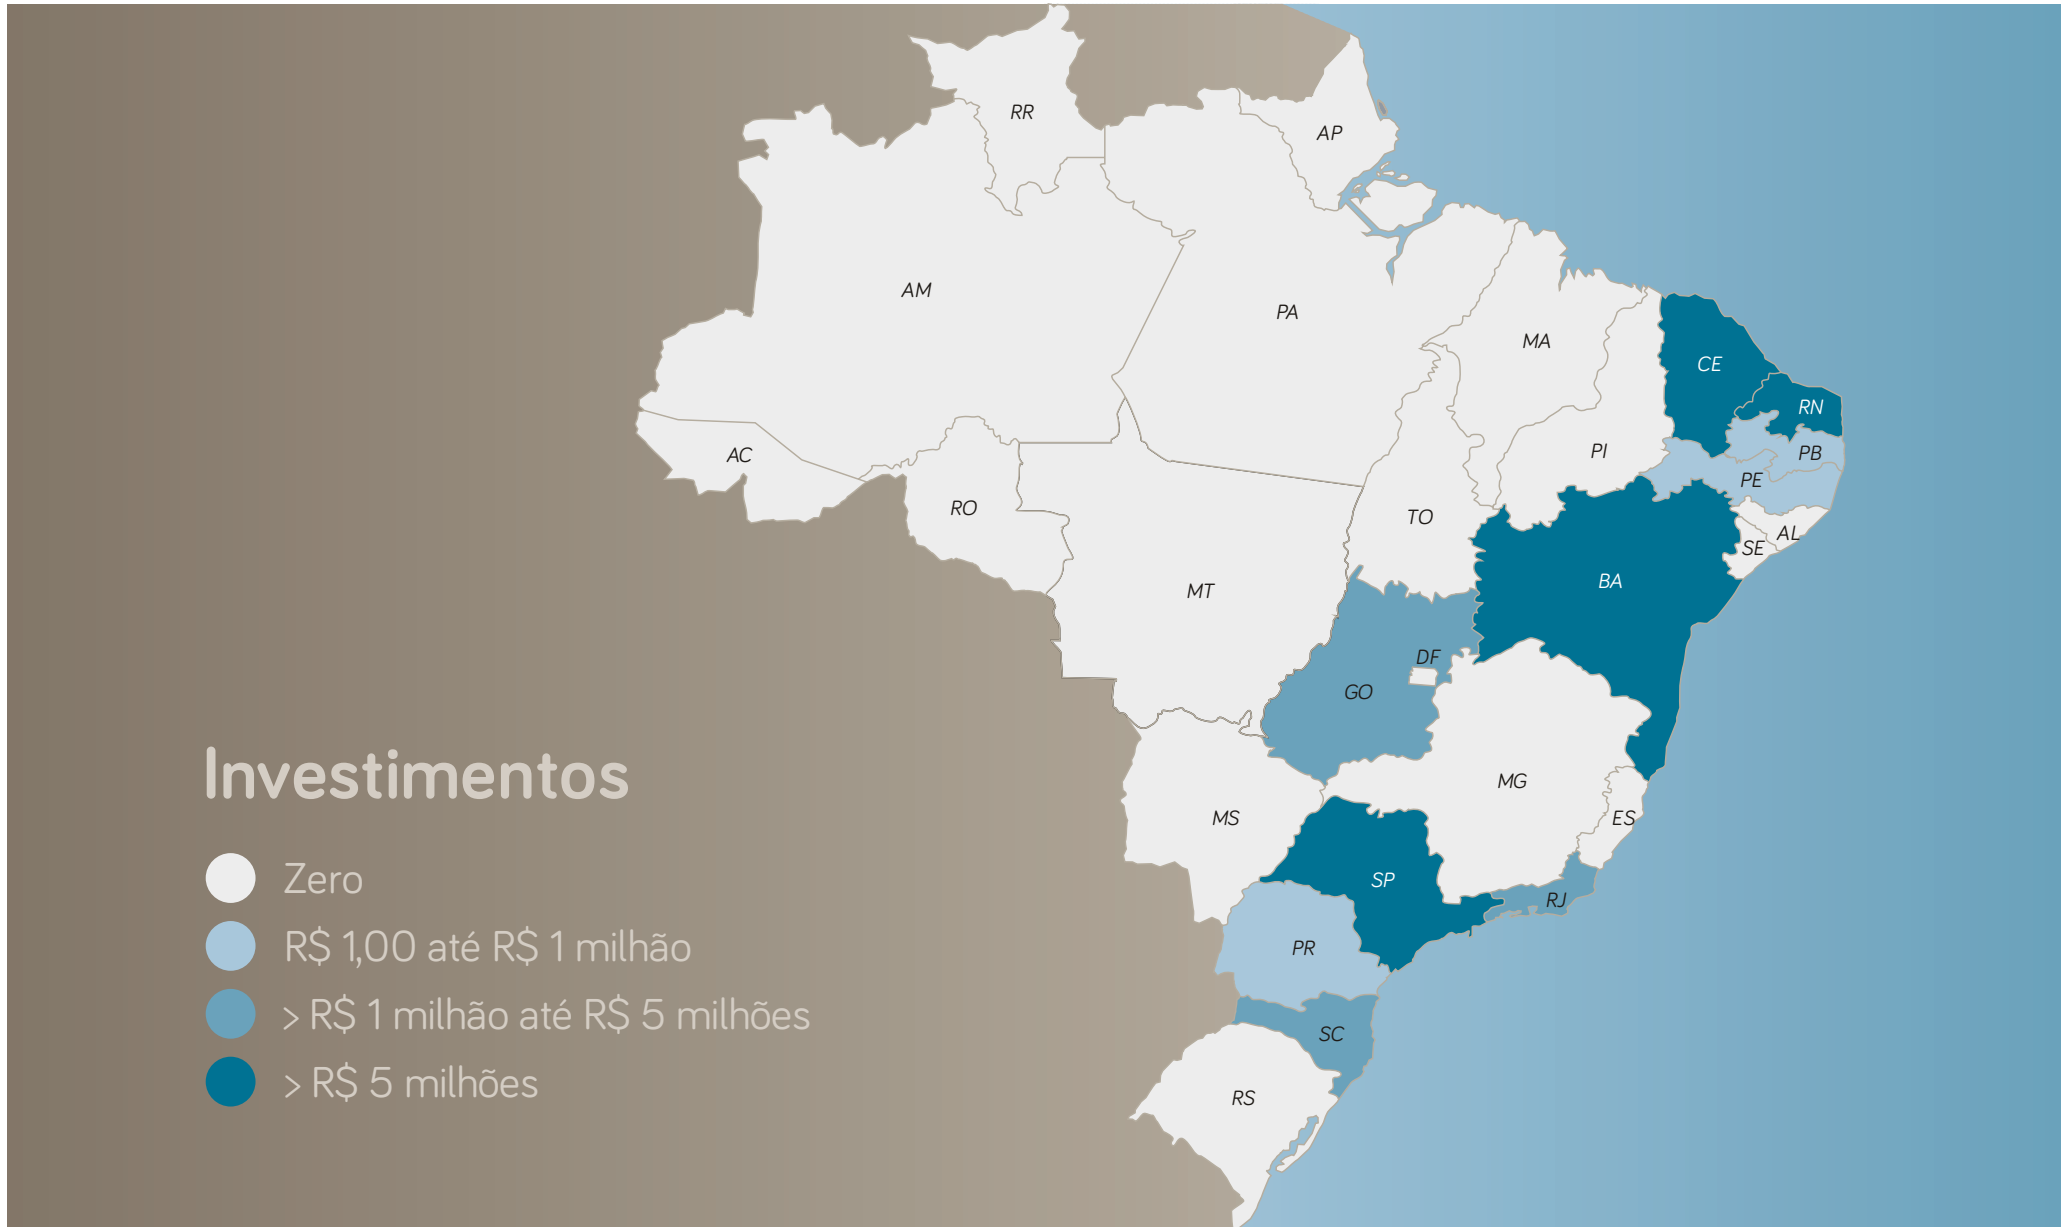 RR
AP
AM
PA
MA
CE
RN
PB
PE
PI
AC
RO
TO
AL
SE
BA
MT
DF
GO
MG
MS
ES
SP
RJ
PR
SC
RS
Investimentos
Zero
R$ 1,00 até R$ 1 milhão
> R$ 1 milhão até R$ 5 milhões
> R$ 5 milhões